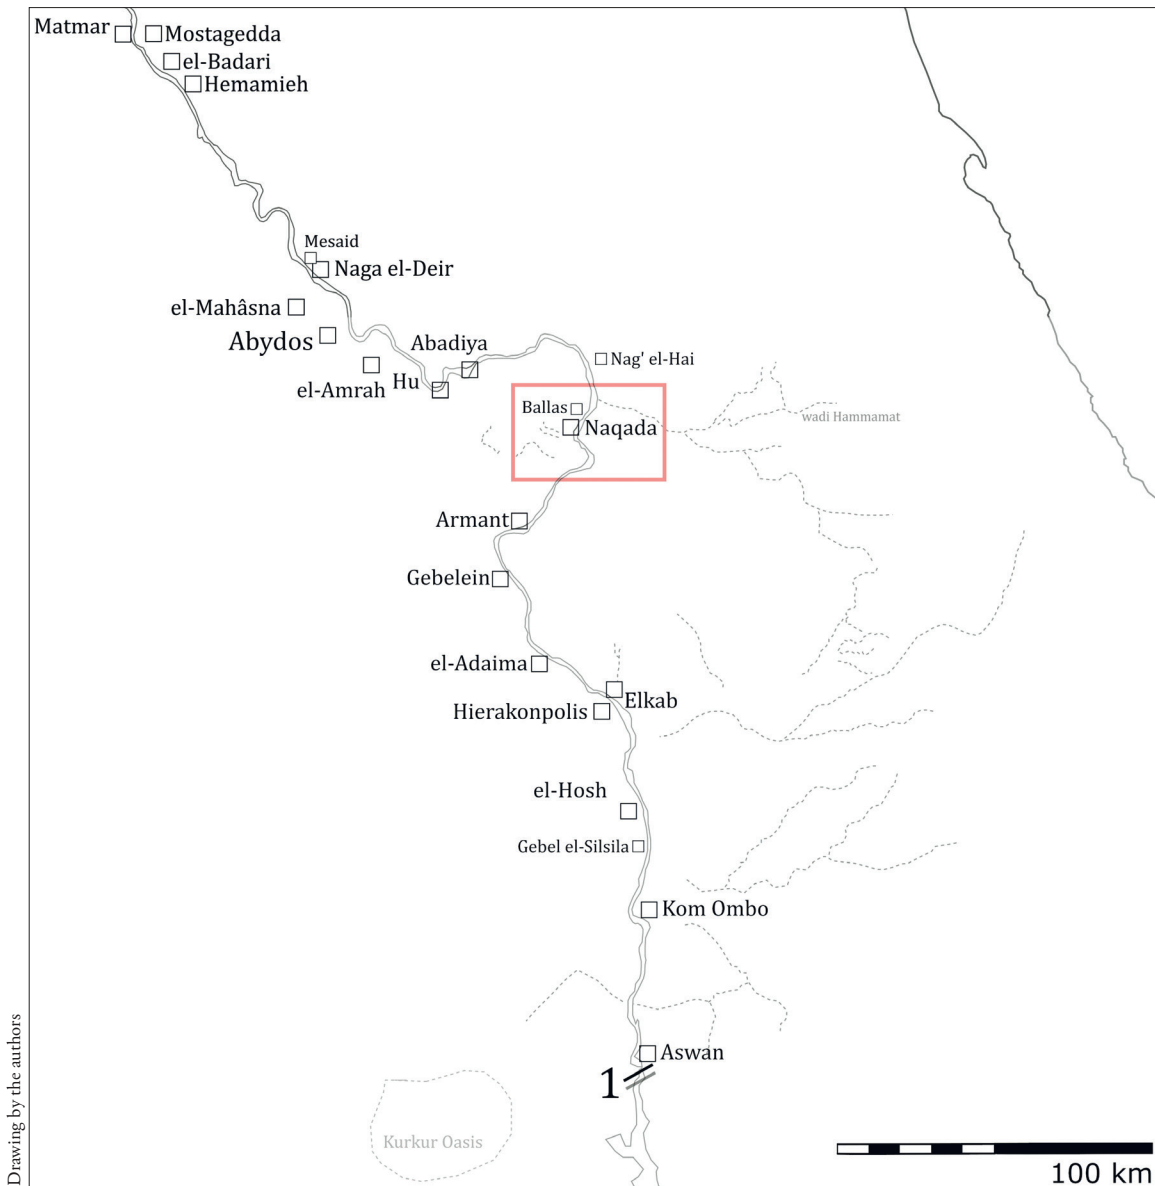 Matmar
Mostagedda
el-Badari
Hemamieh
Mesaid
Naga el-Deir
el-Mahâsna
Abydos
Abadiya
el-Amrah
Hu
Nag' el-Hai
Ballas
Naqada
wadi Hammamat
Armant
Gebelein
el-Adaima
Elkab
Hierakonpolis
el-Hosh
Gebel el-Silsila
Kom Ombo
Aswan
1
Kurkur Oasis
100 km
Drawing by the authors